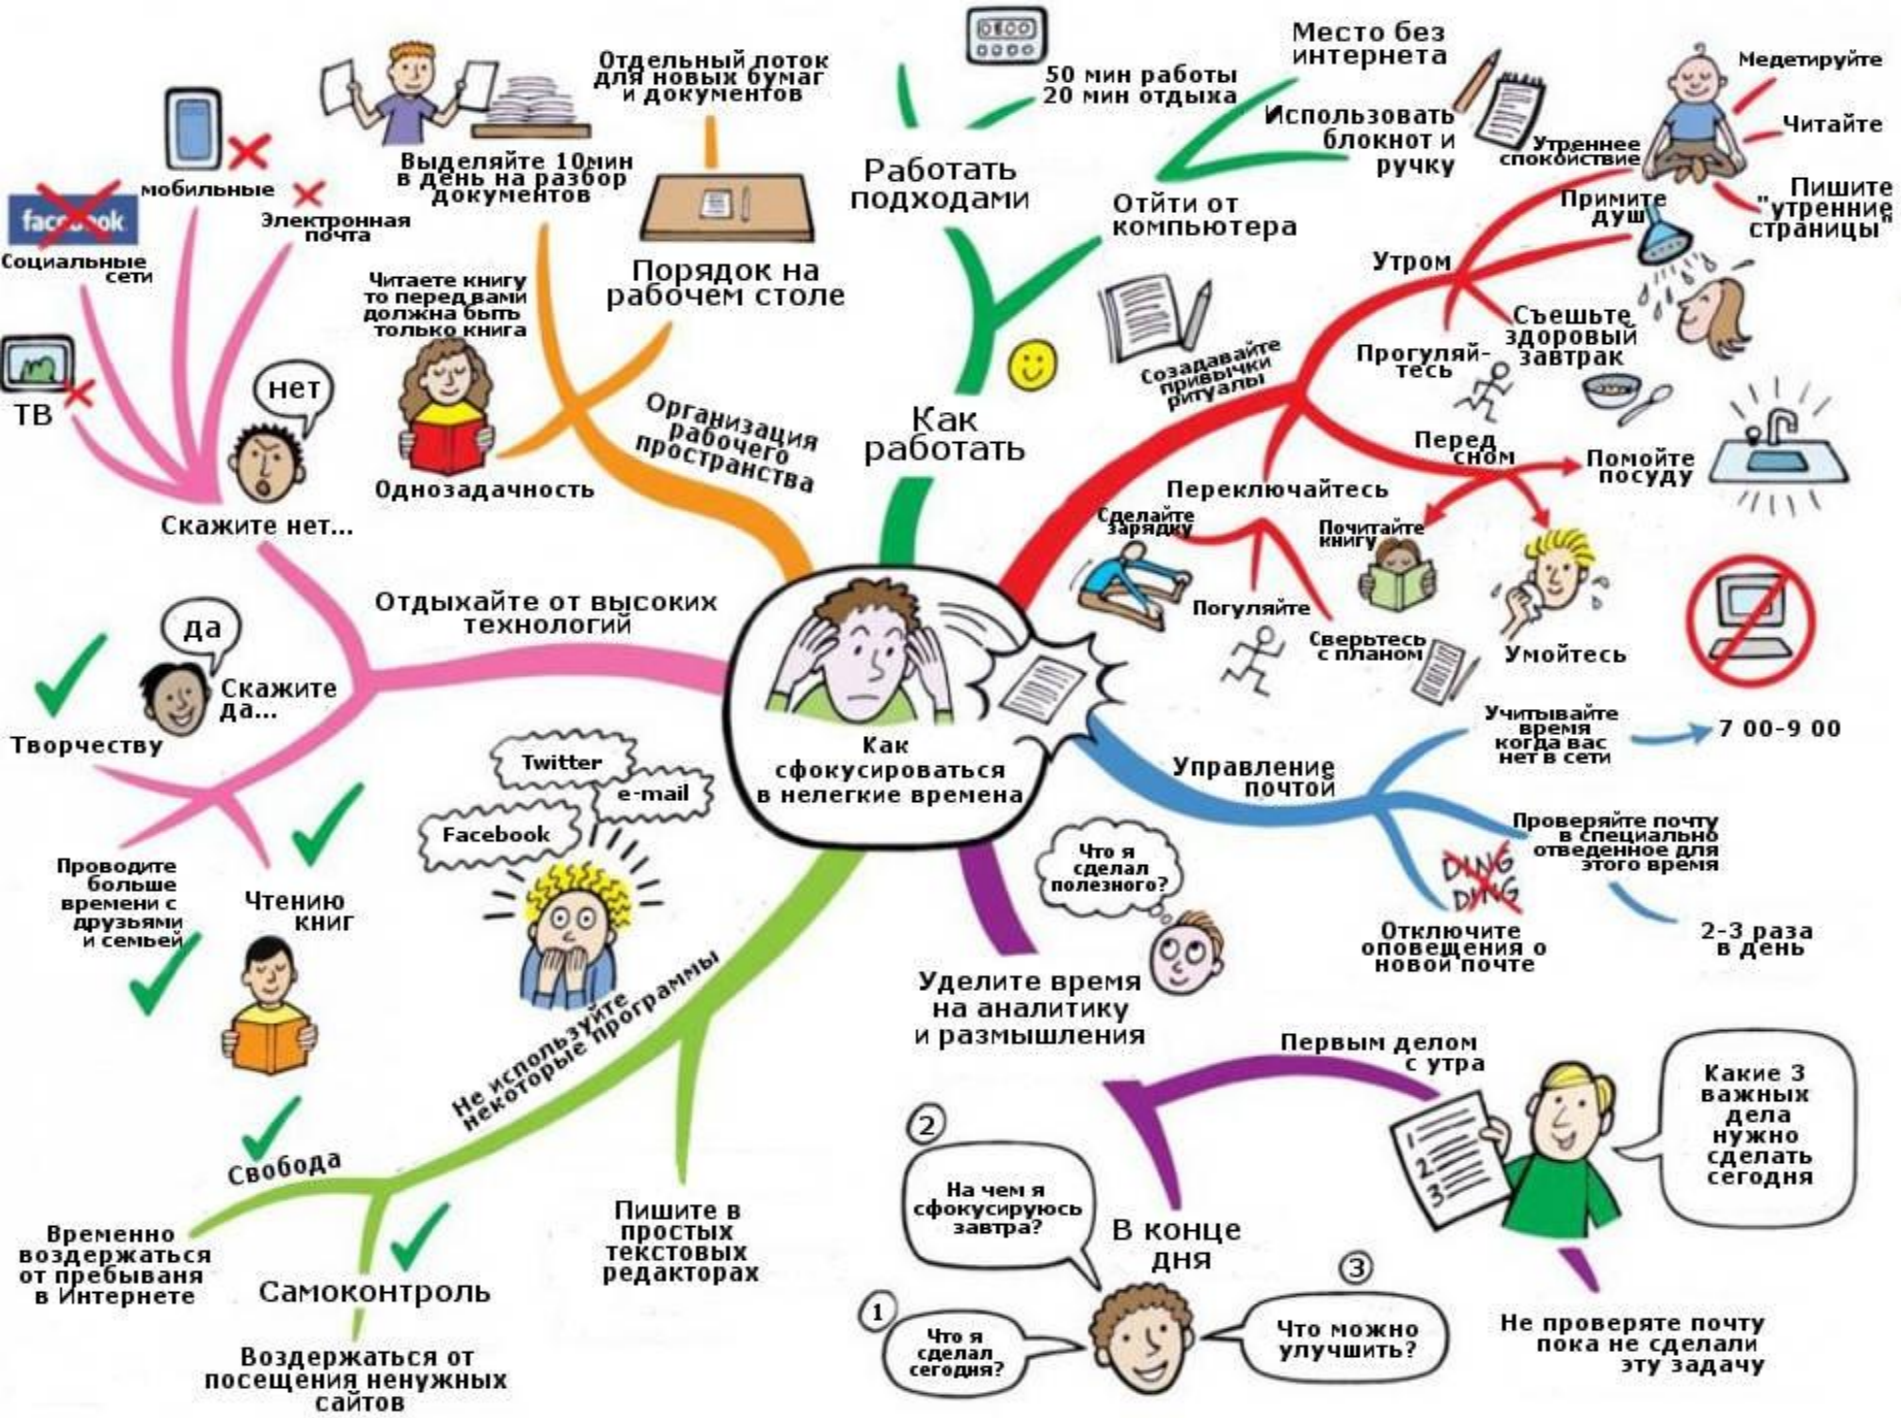 Как
сфокусироваться
в нелегкие времена
Как
работать
Работать
подходами
50 мин работы
20 мин отдыха
Отйти от
компьютера
Место без
интернета
Использовать
блокнот и
ручку
Создавайте
привычки
ритуалы
Утром
Утреннее
спокойствие
Медетируйте
Читайте
Пишите
"утренние
страницы"
Примите
душ
Съешьте
здоровый
завтрак
Прогуляй-
тесь
Перед
сном
Помойте
посуду
Почитайте
книгу
Умойтесь
Переключайтесь
Сделайте
зарядку
Погуляйте
Сверьтесь
с планом
Управление
почтой
Учитывайте
время
когда вас
нет в сети
7 00-9 00
Проверяйте почту
в специально
отведенное для
этого время
2-3 раза
в день
DING
DING
Отключите
оповещения о
новой почте
Что я
сделал
полезного?
Уделите время
на аналитику
и размышления
Первым делом
с утра
1
2
3
Какие 3
важных
дела
нужно
сделать
сегодня
Не проверяте почту
пока не сделали
эту задачу
В конце
дня
1
Что я
сделал
сегодня?
2
На чем я
сфокусируюсь
завтра?
3
Что можно
улучшить?
Не используйте
некоторые программы
Twitter
e-mail
Facebook
Пишите в
простых
текстовых
редакторах
Свобода
Временно
воздержаться
от пребываня
в Интернете
Самоконтроль
Воздержаться от
посещения ненужных
сайтов
Отдыхайте от высоких
технологий
Скажите нет...
нет
ТВ
facebook
Социальные
сети
мобильные
Электронная
почта
да
Скажите
да...
Творчеству
Проводите
больше
времени с
друзьями
и семьей
Чтению
книг
Организация
рабочего
пространства
Выделяйте 10мин
в день на разбор
документов
Порядок на
рабочем столе
Отдельный лоток
для новых бумаг
и документов
Читаете книгу
то перед вами
должна быть
только книга
Однозадачность